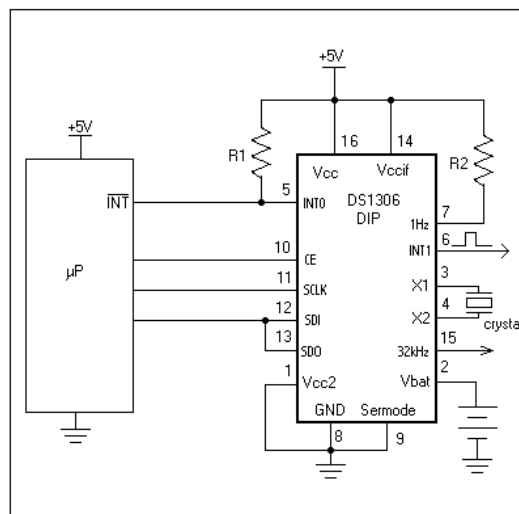 +5V
+5V
16
14
R1
R2
Vcc
Vccif
5
INT
INT0
DS1306
DIP
7
1Hz
6
INT1
10
CE
µP
11
SCLK
3
X1
12
SDI
4
X2
crysta
13
SDO
15
32kHz
1
Vcc2
2
Vbat
GND
Sermode
8
9